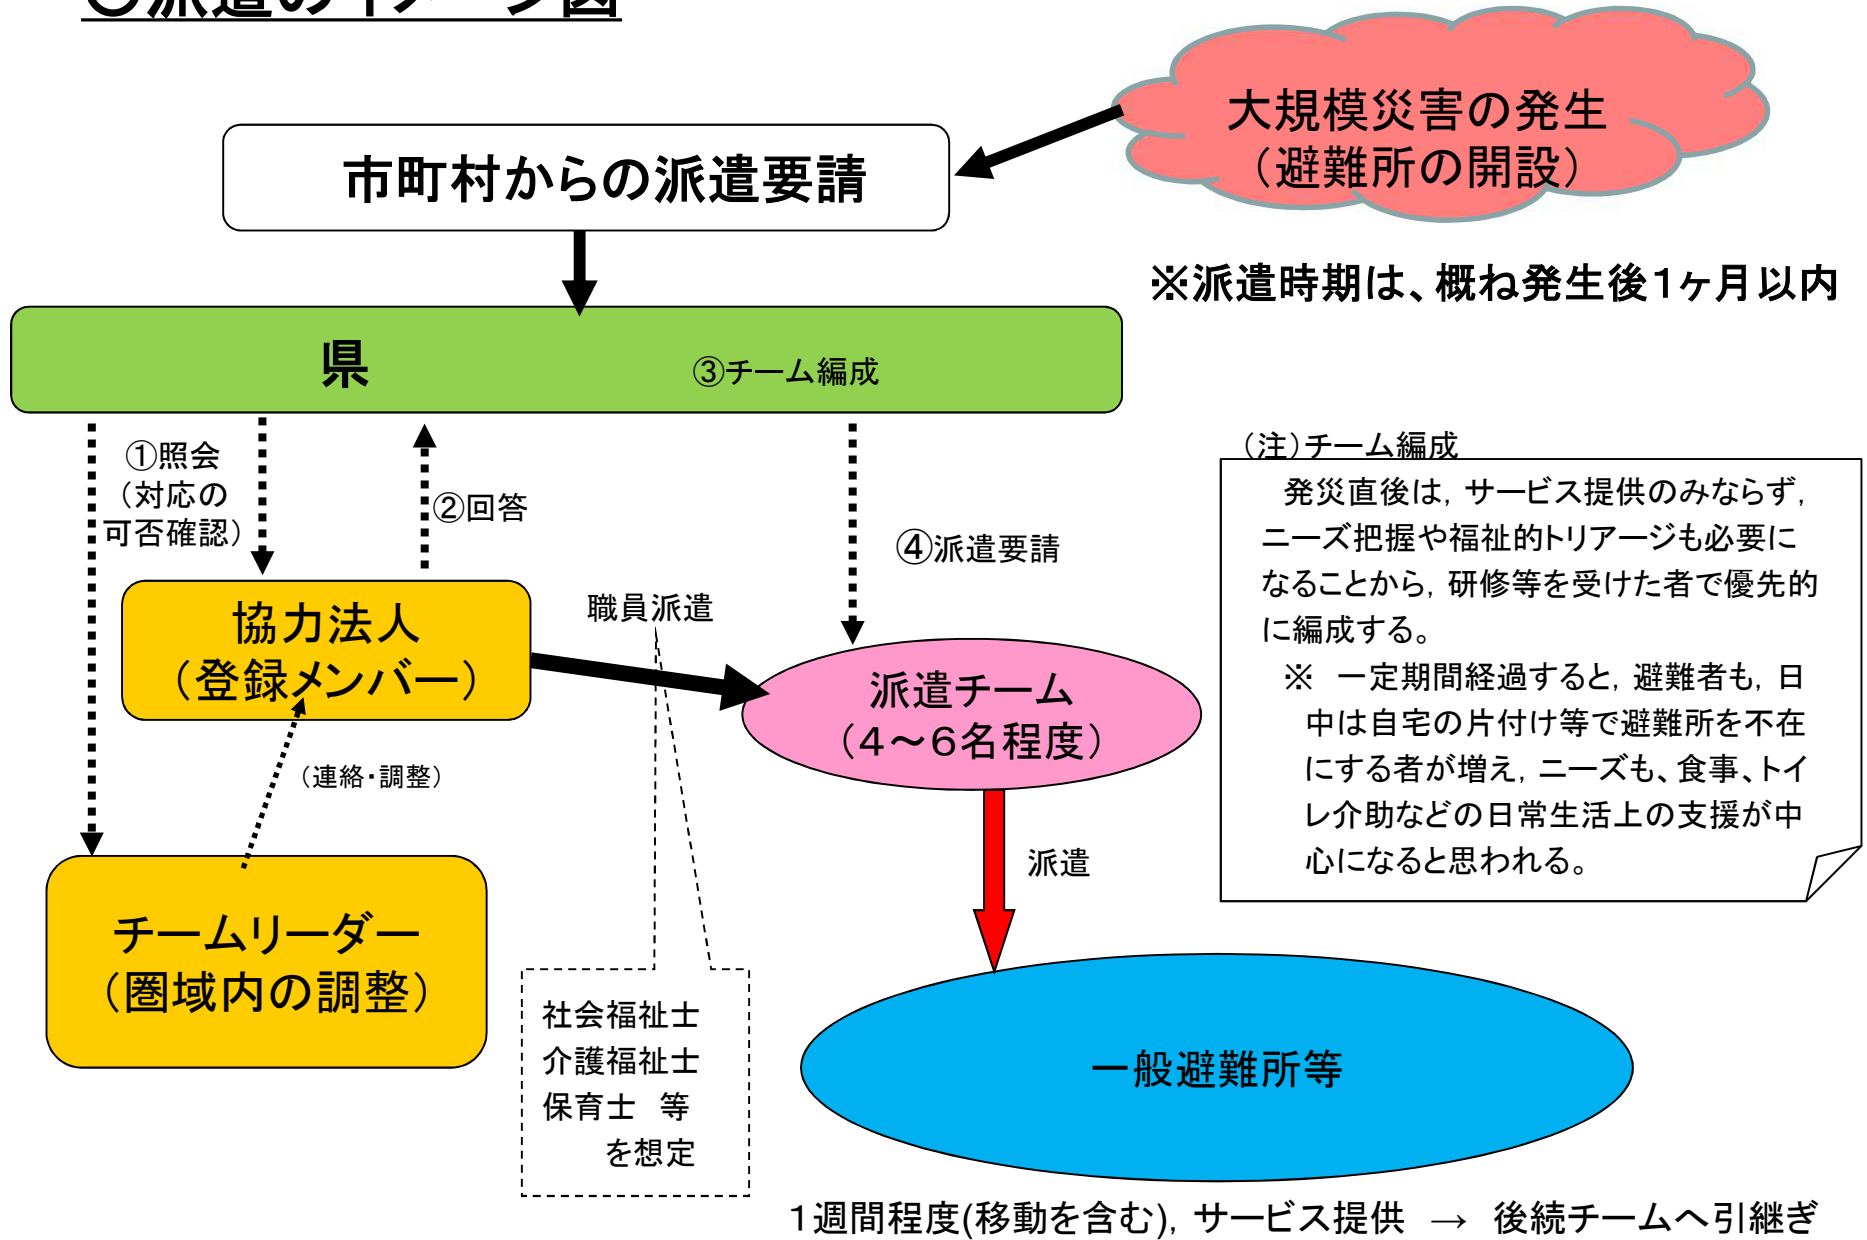 〇派遣のイメージ図
大規模災害の発生
（避難所の開設）
市町村からの派遣要請
※派遣時期は、概ね発生後1ヶ月以内
県
③チーム編成
①照会
（対応の
可否確認）
②回答
④派遣要請
（注）チーム編成
発災直後は，サービス提供のみならず，
ニーズ把握や福祉的トリアージも必要に
なることから，研修等を受けた者で優先的
に編成する。
※　一定期間経過すると，避難者も，日
中は自宅の片付け等で避難所を不在
にする者が増え，ニーズも、食事、トイ
レ介助などの日常生活上の支援が中
心になると思われる。
協力法人
（登録メンバー）
職員派遣
派遣チーム
（4～6名程度）
（連絡・調整）
派遣
チームリーダー
（圏域内の調整）
社会福祉士
介護福祉士
保育士　等
を想定
一般避難所等
1週間程度(移動を含む)，サービス提供　→　後続チームへ引継ぎ